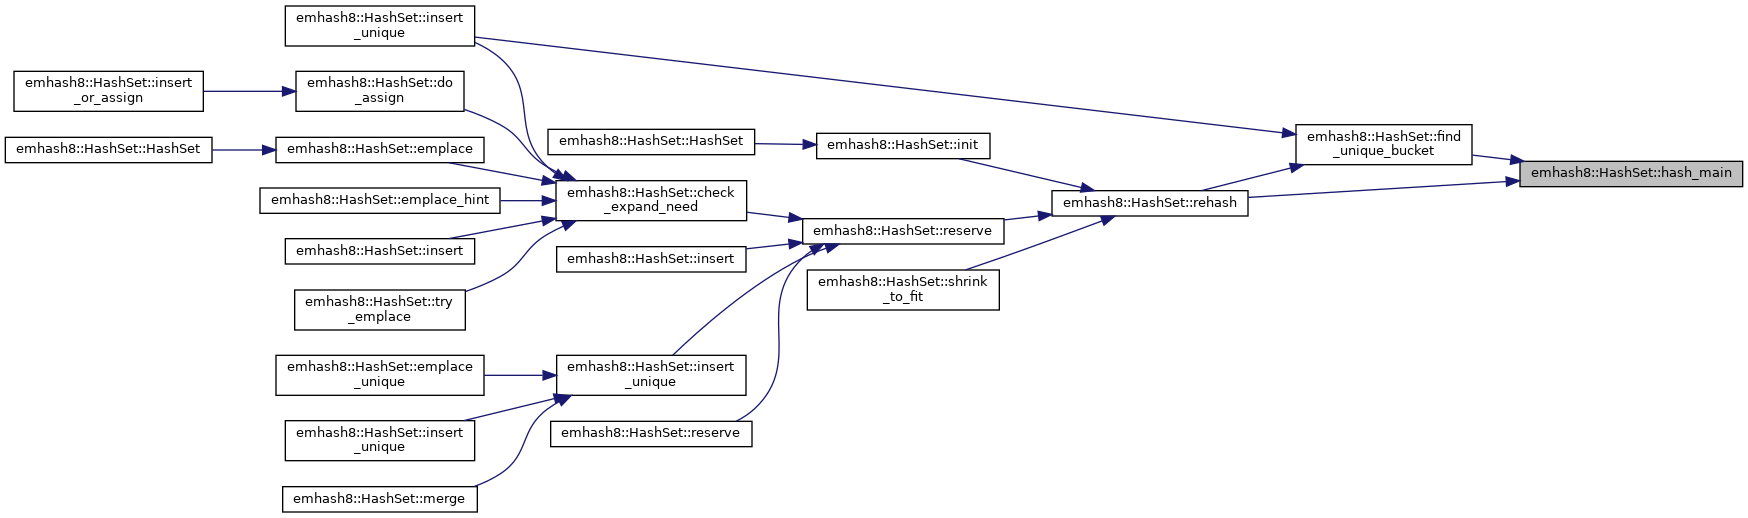 emhash8::HashSet::insert
_unique
emhash8::HashSet::insert
_or_assign
emhash8::HashSet::do
_assign
emhash8::HashSet::HashSet
emhash8::HashSet::emplace
emhash8::HashSet::HashSet
emhash8::HashSet::init
emhash8::HashSet::find
_unique_bucket
emhash8::HashSet::hash_main
emhash8::HashSet::emplace_hint
emhash8::HashSet::check
_expand_need
emhash8::HashSet::rehash
emhash8::HashSet::reserve
emhash8::HashSet::insert
emhash8::HashSet::insert
emhash8::HashSet::shrink
_to_fit
emhash8::HashSet::try
_emplace
emhash8::HashSet::emplace
_unique
emhash8::HashSet::insert
_unique
emhash8::HashSet::insert
_unique
emhash8::HashSet::reserve
emhash8::HashSet::merge